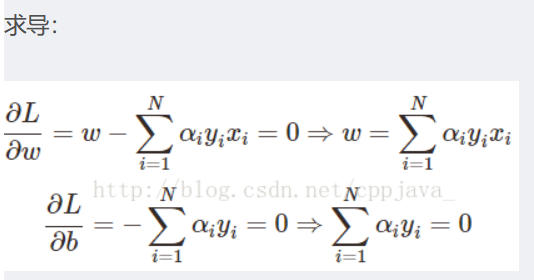 求导:
∂L/∂w = w − ∑_{i=1}^{N} α_i y_i x_i = 0 ⇒ w = ∑_{i=1}^{N} α_i y_i x_i
http://blog.csdn.net/cppjava_
∂L/∂b = − ∑_{i=1}^{N} α_i y_i = 0 ⇒ ∑_{i=1}^{N} α_i y_i = 0